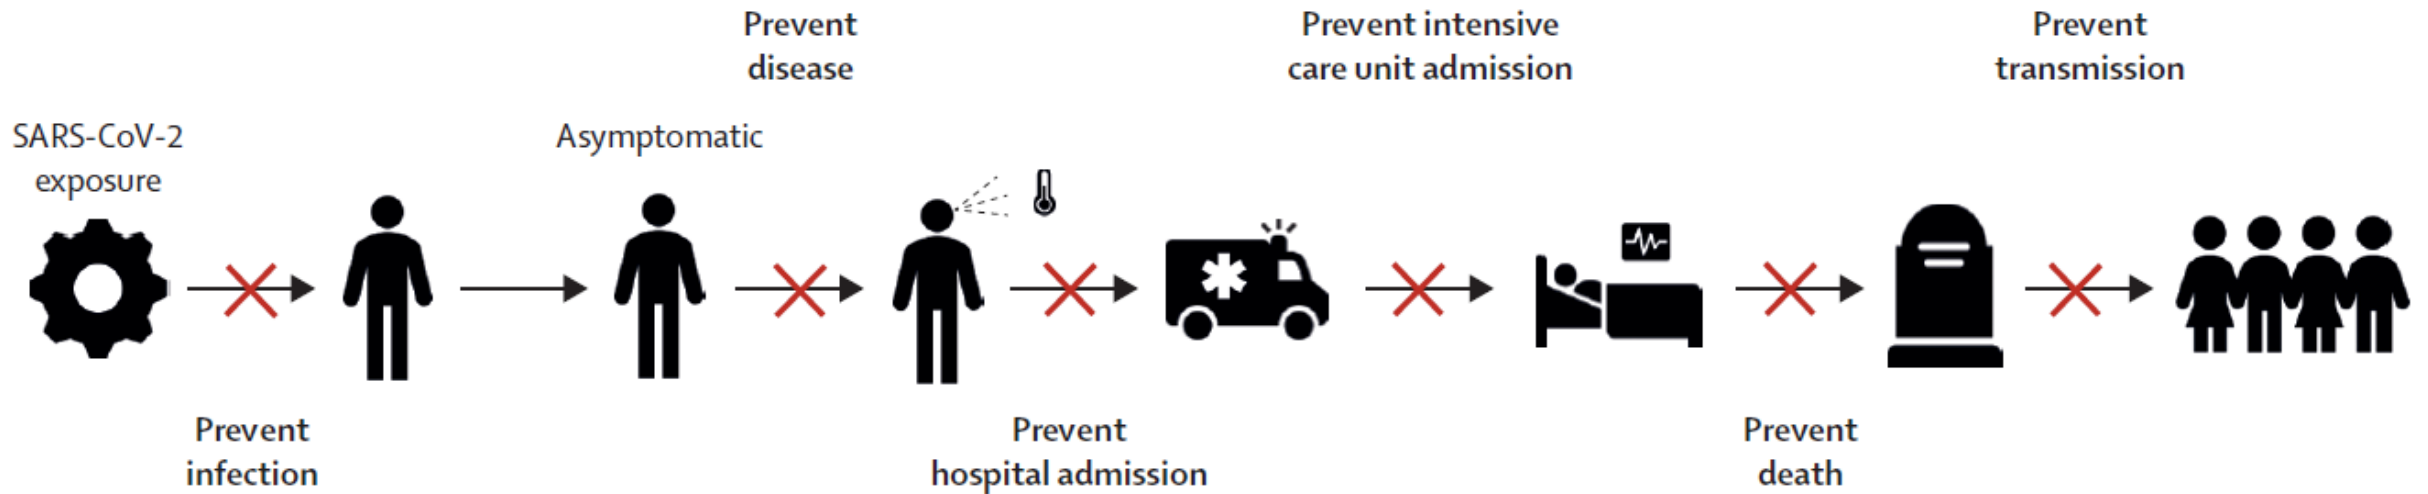 Prevent
disease
Prevent intensive
care unit admission
Prevent
transmission
SARS-CoV-2
exposure
Asymptomatic
Prevent
infection
Prevent
hospital admission
Prevent
death